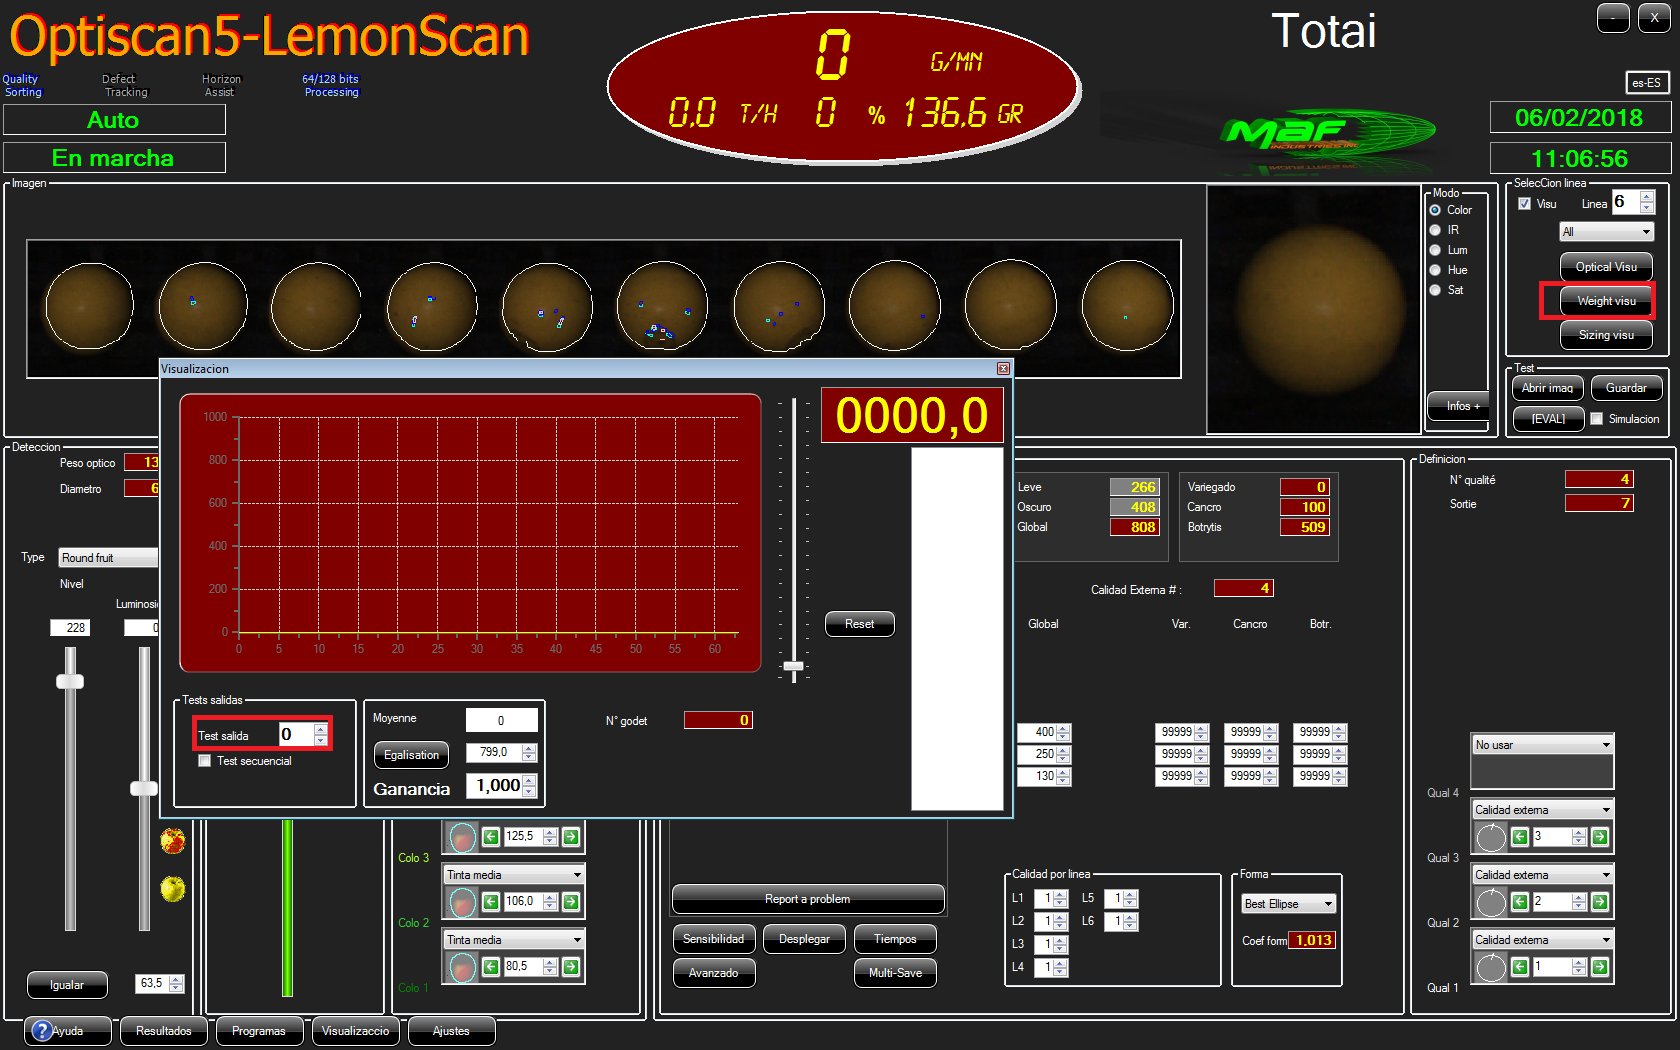 Optiscan5-LemonScan
Quality Sorting
Defect Tracking
Horizon Assist
64/128 bits Processing
Auto
En marcha
0 G/MN
0,0 T/H 0 % 136,6 GR
Totai
-
X
es-ES
MAF
INDUSTRIES INC
06/02/2018
11:06:56
Imagen
Modo
Color
IR
Lum
Hue
Sat
Infos +
SelecCion linea
Visu Linea 6
All
Optical Visu
Weight visu
Sizing visu
Test
Abrir imag Guardar
[EVAL] Simulacion
Visualizacion
1000
800
600
400
200
0
0 5 10 15 20 25 30 35 40 45 50 55 60
0000,0
Reset
Tests salidas
Test salida 0
Test secuencial
Moyenne 0
Egalisation 799,0
Ganancia 1,000
N° godet 0
Deteccion
Peso optico 13
Diametro 6
Type Round fruit
Nivel
Luminosi
228 0
Igualar 63,5
Colo 3 125,5
Tinta media
Colo 2 106,0
Tinta media
Colo 1 80,5
Leve 266
Oscuro 408
Global 808
Variegado 0
Cancro 100
Botrytis 509
Calidad Externa # : 4
Global Var. Cancro Botr.
400 99999 99999 99999
250 99999 99999 99999
130 99999 99999 99999
Report a problem
Sensibilidad Desplegar Tiempos
Avanzado Multi-Save
Calidad por linea
L1 1 L5 1
L2 1 L6 1
L3 1
L4 1
Forma
Best Ellipse
Coef form 1,013
Definicion
N° qualité 4
Sortie 7
No usar
Qual 4
Calidad externa
Qual 3 3
Calidad externa
Qual 2 2
Calidad externa
Qual 1 1
? Ayuda Resultados Programas Visualizaccio Ajustes